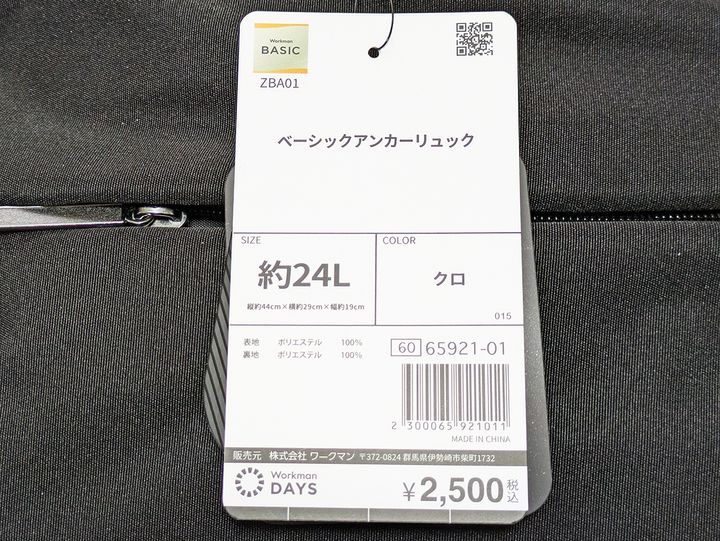 Workman
BASIC
ZBA01
ベーシックアンカーリュック
SIZE
約24L
縦約44cm×横約29cm×幅約19cm
COLOR
クロ
015
表地 ポリエステル 100%
裏地 ポリエステル 100%
60 65921-01
2 300065 921011
MADE IN CHINA
販売元 株式会社 ワークマン 〒372-0824 群馬県伊勢崎市柴町1732
Workman
DAYS
¥2,500税込